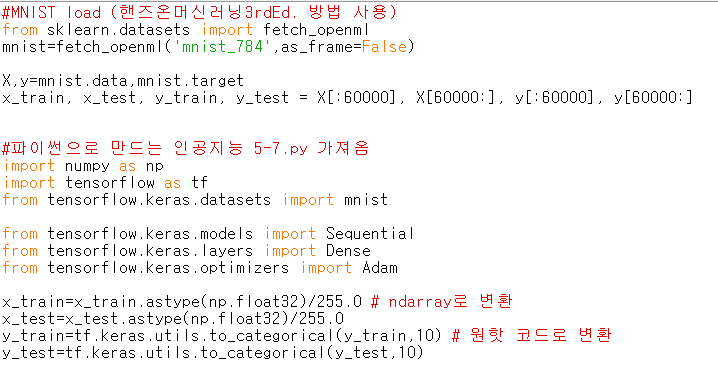 #MNIST load (핸즈온머신러닝3rdEd. 방법 사용)
from sklearn.datasets import fetch_openml
mnist=fetch_openml('mnist_784',as_frame=False)
X,y=mnist.data,mnist.target
x_train, x_test, y_train, y_test = X[:60000], X[60000:], y[:60000], y[60000:]
#파이썬으로 만드는 인공지능 5-7.py 가져옴
import numpy as np
import tensorflow as tf
from tensorflow.keras.datasets import mnist
from tensorflow.keras.models import Sequential
from tensorflow.keras.layers import Dense
from tensorflow.keras.optimizers import Adam
x_train=x_train.astype(np.float32)/255.0 # ndarray로 변환
x_test=x_test.astype(np.float32)/255.0
y_train=tf.keras.utils.to_categorical(y_train,10) # 원핫 코드로 변환
y_test=tf.keras.utils.to_categorical(y_test,10)